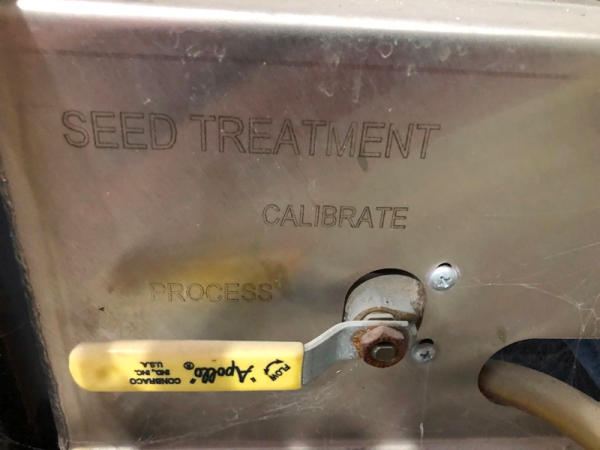 SEED TREATMENT
CALIBRATE
PROCESS
FLOW
"Apollo"®
CONBRACO
IND., INC.
U.S.A.